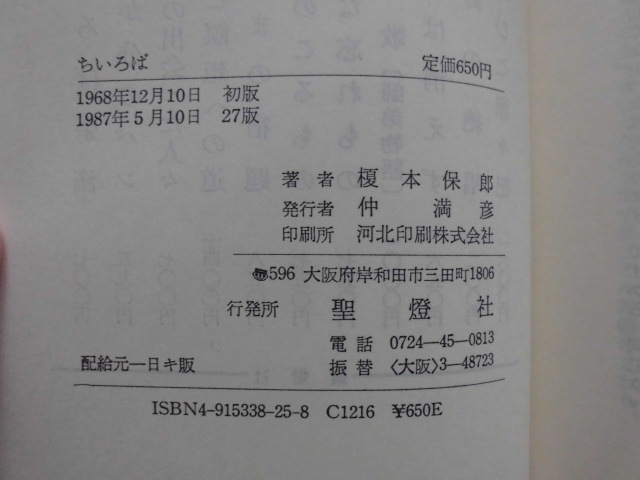 ちいろば 定価650円
1968年12月10日 初版
1987年5月10日 27版
著者 榎本保郎
発行者 仲満彦
印刷所 河北印刷株式会社
596 大阪府岸和田市三田町1806
行発所 聖燈社
電話 0724—45—0813
配給元—日キ販 振替〈大阪〉3—48723
ISBN4-915338-25-8 C1216 ¥650E